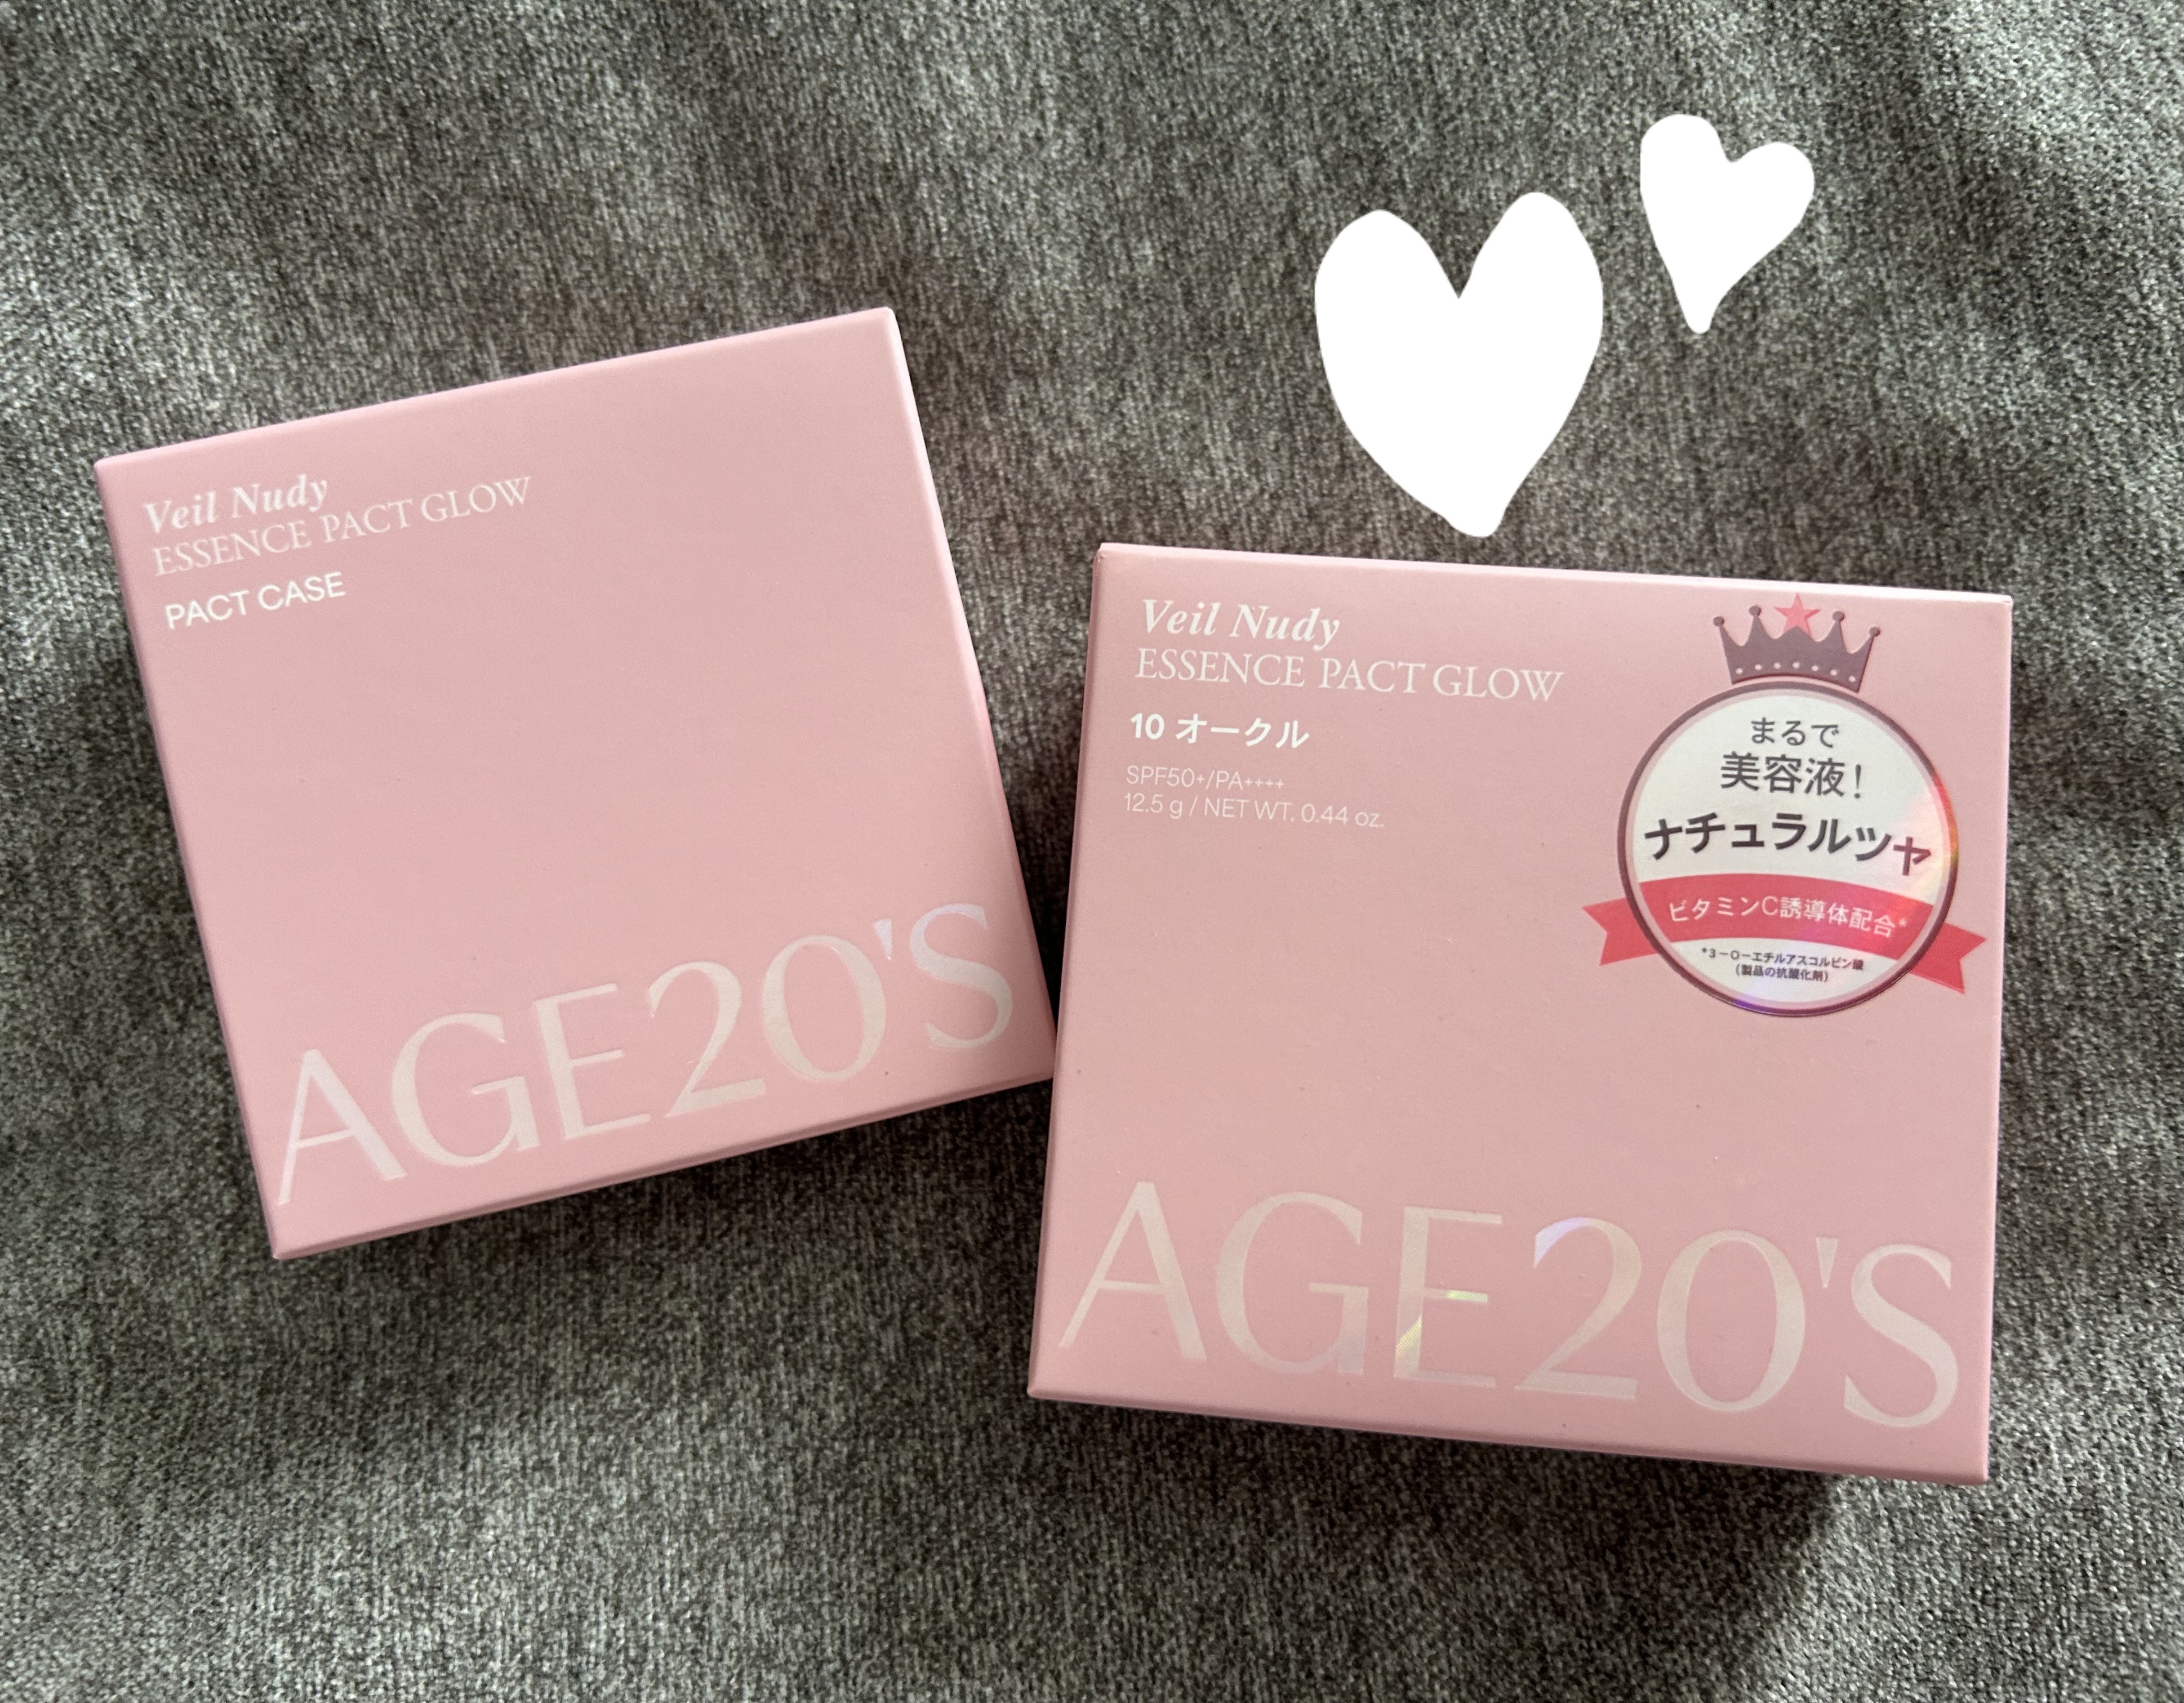 Veil Nudy
ESSENCE PACT GLOW
PACT CASE
AGE20'S
Veil Nudy
ESSENCE PACT GLOW
10 オークル
SPF50+/PA++++
12.5 g / NET WT. 0.44 oz.
まるで
美容液!
ナチュラルツヤ
ビタミンC誘導体配合*
*3-O-エチルアスコルビン酸
(製品の抗酸化剤)
AGE20'S